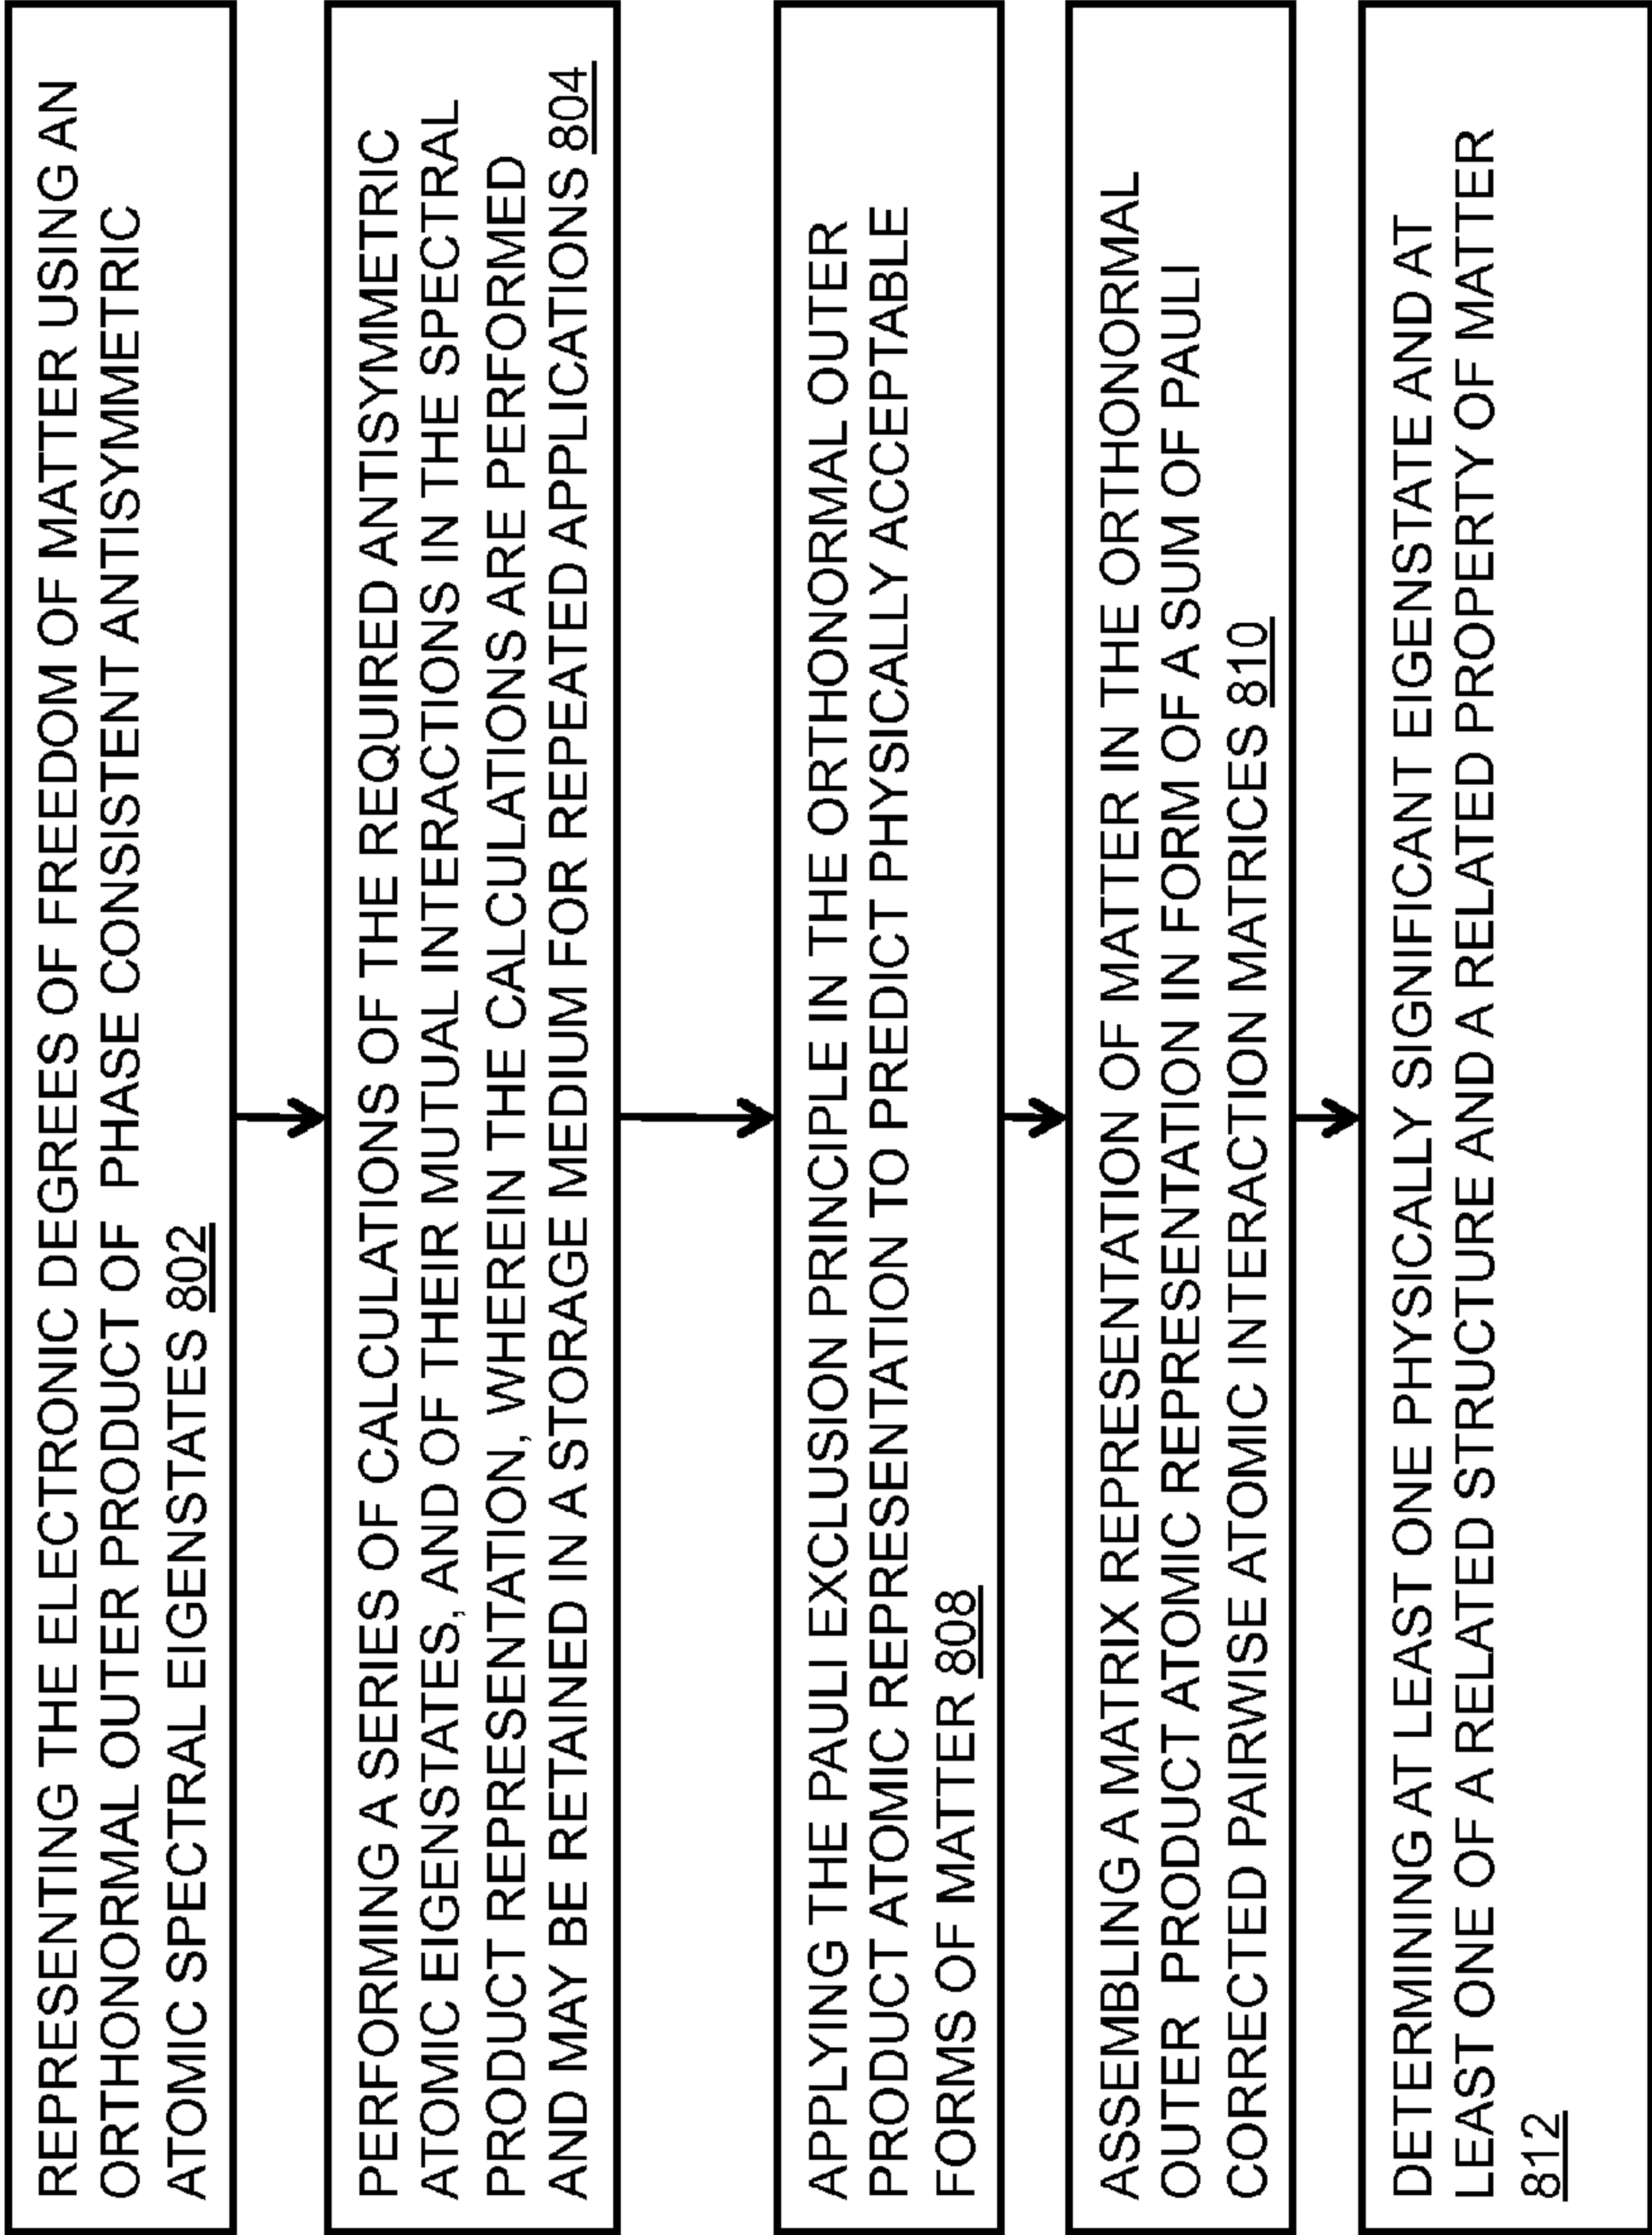 REPRESENTING THE ELECTRONIC DEGREES OF FREEDOM OF MATTER USING AN
ORTHONORMAL OUTER PRODUCT OF PHASE CONSISTENT ANTISYMMETRIC
ATOMIC SPECTRAL EIGENSTATES 802
PERFORMING A SERIES OF CALCULATIONS OF THE REQUIRED ANTISYMMETRIC
ATOMIC EIGENSTATES, AND OF THEIR MUTUAL INTERACTIONS IN THE SPECTRAL
PRODUCT REPRESENTATION, WHEREIN THE CALCULATIONS ARE PERFORMED
AND MAY BE RETAINED IN A STORAGE MEDIUM FOR REPEATED APPLICATIONS 804
APPLYING THE PAULI EXCLUSION PRINCIPLE IN THE ORTHONORMAL OUTER
PRODUCT ATOMIC REPRESENTATION TO PREDICT PHYSICALLY ACCEPTABLE
FORMS OF MATTER 808
ASSEMBLING A MATRIX REPRESENTATION OF MATTER IN THE ORTHONORMAL
OUTER PRODUCT ATOMIC REPRESENTATION IN FORM OF A SUM OF PAULI
CORRECTED PAIRWISE ATOMIC INTERACTION MATRICES 810
DETERMINING AT LEAST ONE PHYSICALLY SIGNIFICANT EIGENSTATE AND AT
LEAST ONE OF A RELATED STRUCTURE AND A RELATED PROPERTY OF MATTER
812